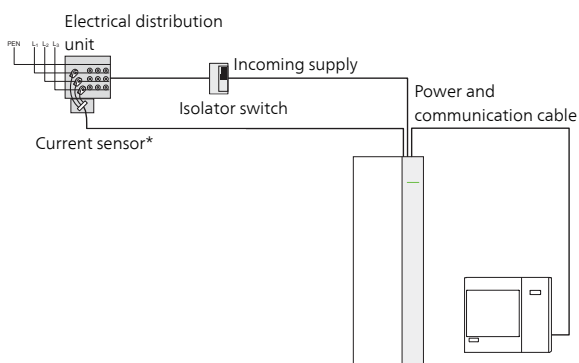 Electrical distribution
unit
PEN L₁ L₂ L₃
Incoming supply
Isolator switch
Power and
communication cable
Current sensor*